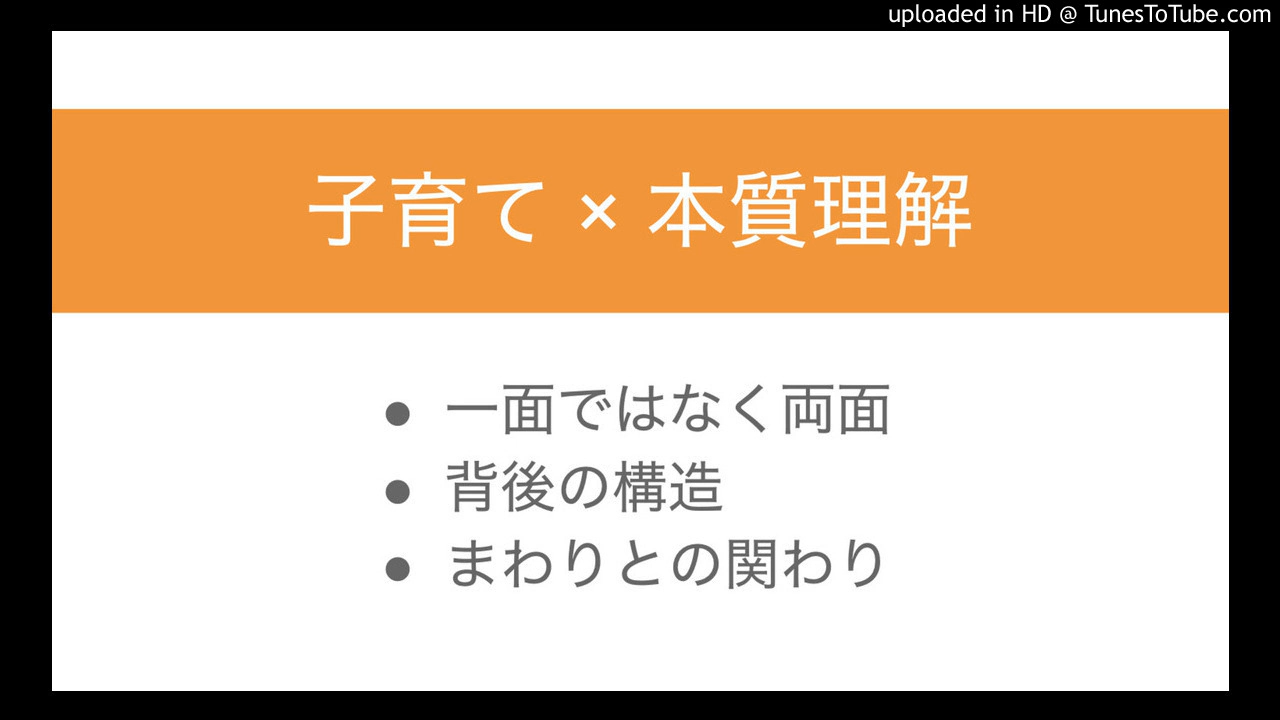 uploaded in HD @ TunesToTube.com
子育て × 本質理解
● 一面ではなく両面
● 背後の構造
● まわりとの関わり